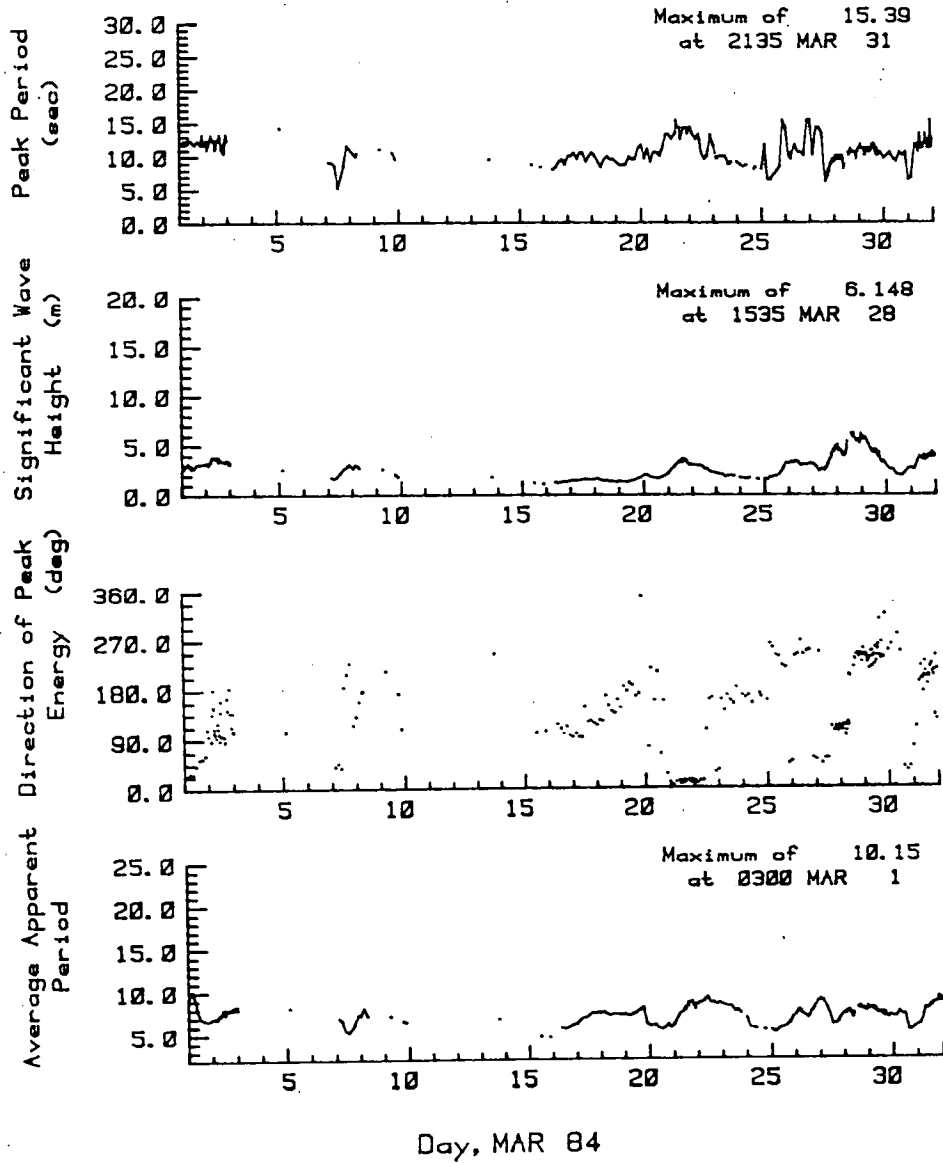 Peak Period
(sec)
Maximum of 15.39
at 2135 MAR 31
30.0
25.0
20.0
15.0
10.0
5.0
0.0
5 10 15 20 25 30
Significant Wave
Height (m)
Maximum of 6.148
at 1535 MAR 28
20.0
15.0
10.0
5.0
0.0
5 10 15 20 25 30
Direction of Peak
Energy (deg)
360.0
270.0
180.0
90.0
0.0
5 10 15 20 25 30
Average Apparent
Period
Maximum of 10.15
at 0300 MAR 1
25.0
20.0
15.0
10.0
5.0
5 10 15 20 25 30
Day, MAR 84